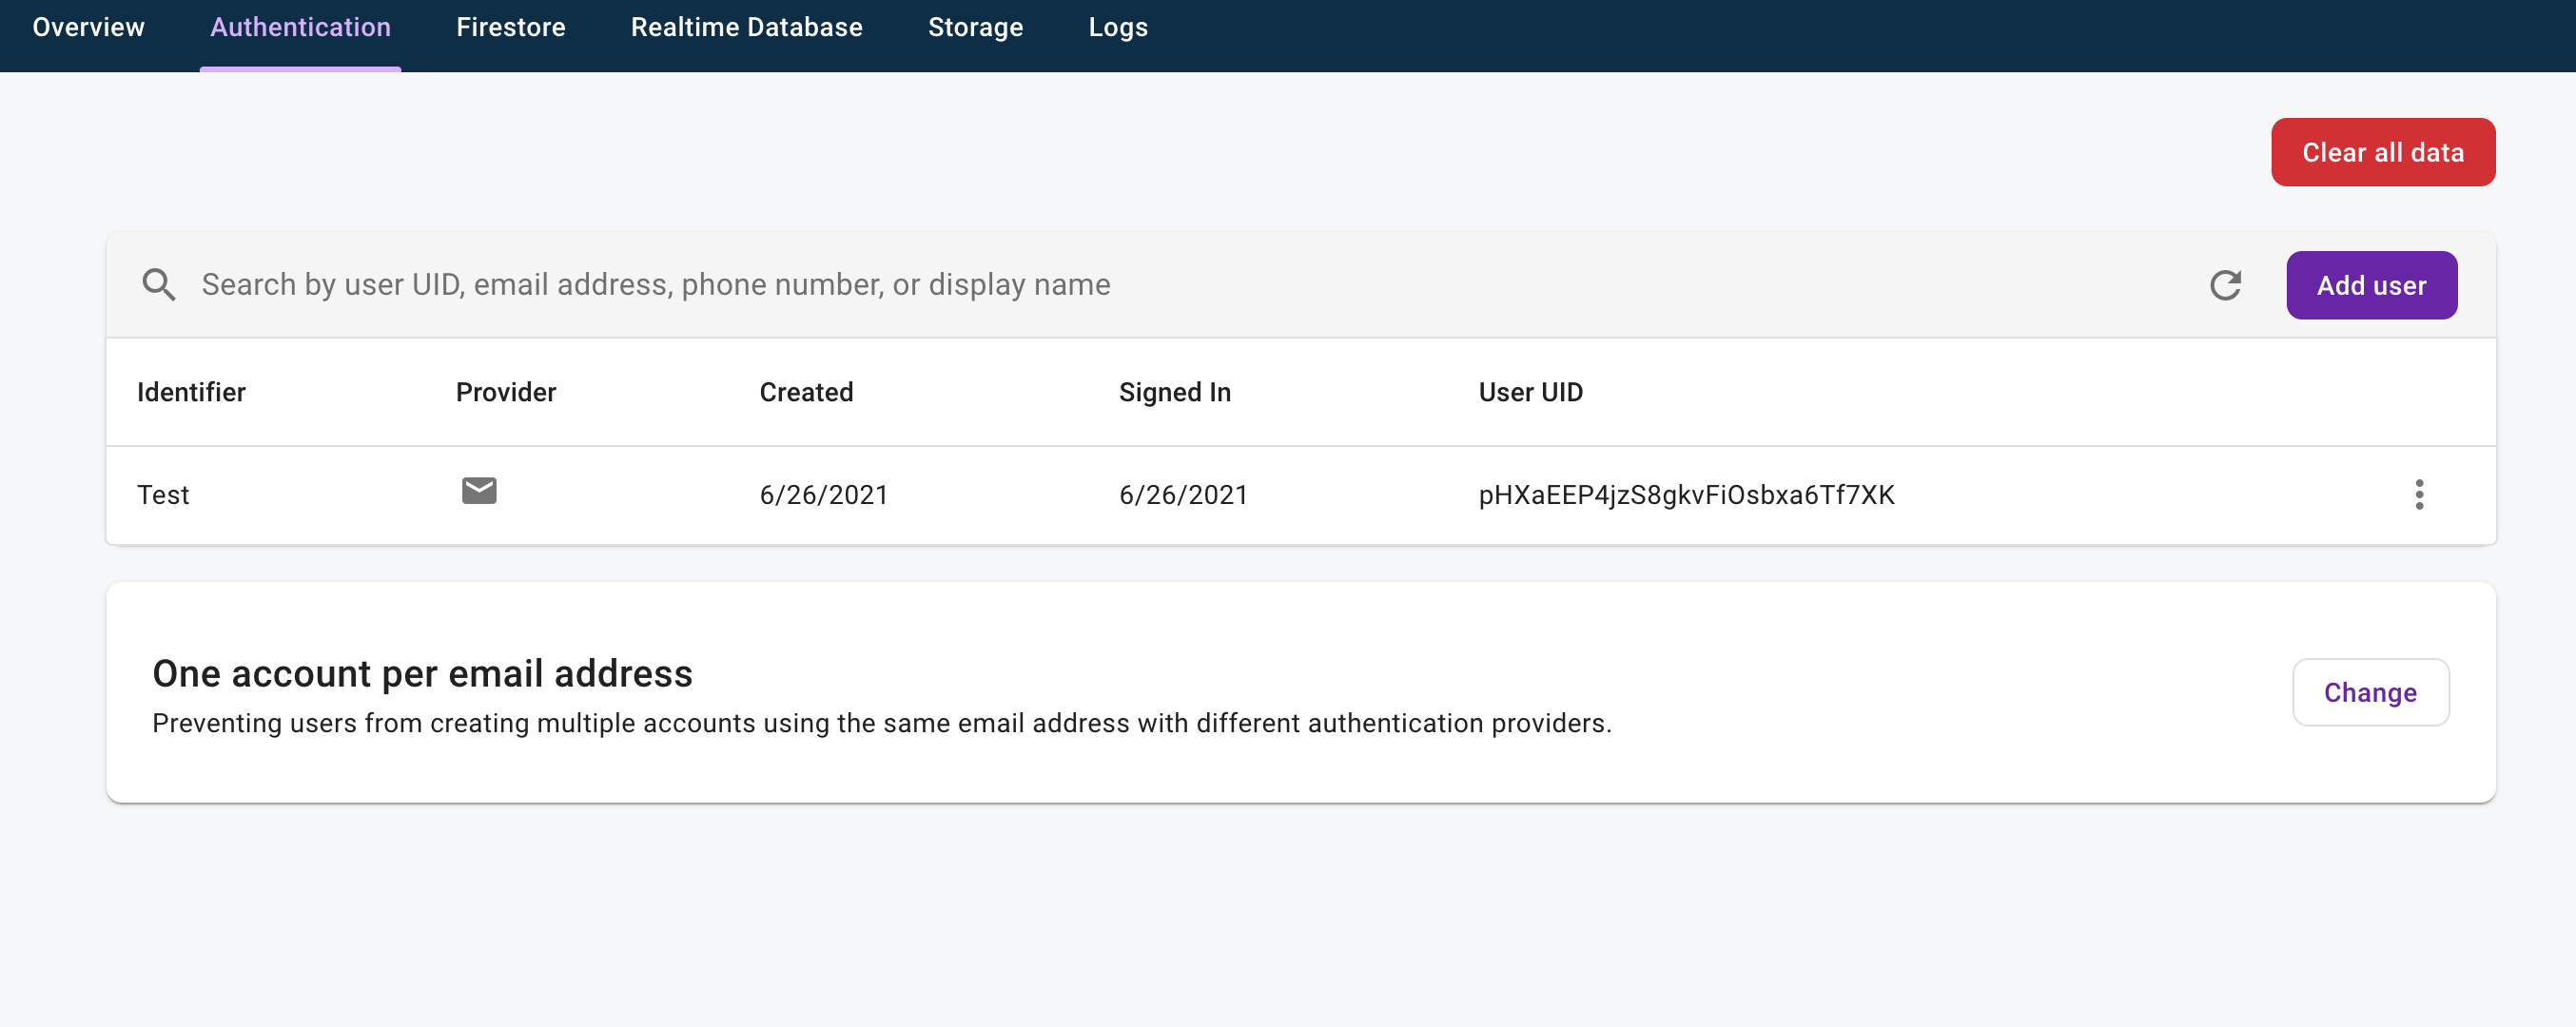 Overview Authentication Firestore Realtime Database Storage Logs
Clear all data
Search by user UID, email address, phone number, or display name Add user
Identifier Provider Created Signed In User UID
Test 6/26/2021 6/26/2021 pHXaEEP4jzS8gkvFiOsbxa6Tf7XK
One account per email address
Preventing users from creating multiple accounts using the same email address with different authentication providers.
Change